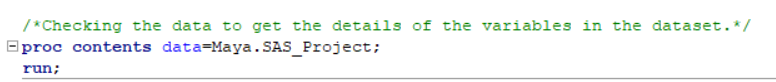 /*Checking the data to get the details of the variables in the dataset.*/
proc contents data=Maya.SAS_Project;
run;